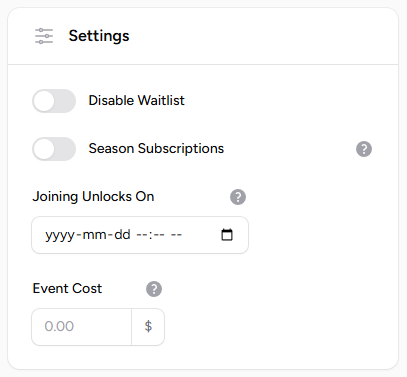 Settings
Disable Waitlist
Season Subscriptions ?
Joining Unlocks On ?
yyyy-mm-dd --:-- --
Event Cost ?
0.00 $